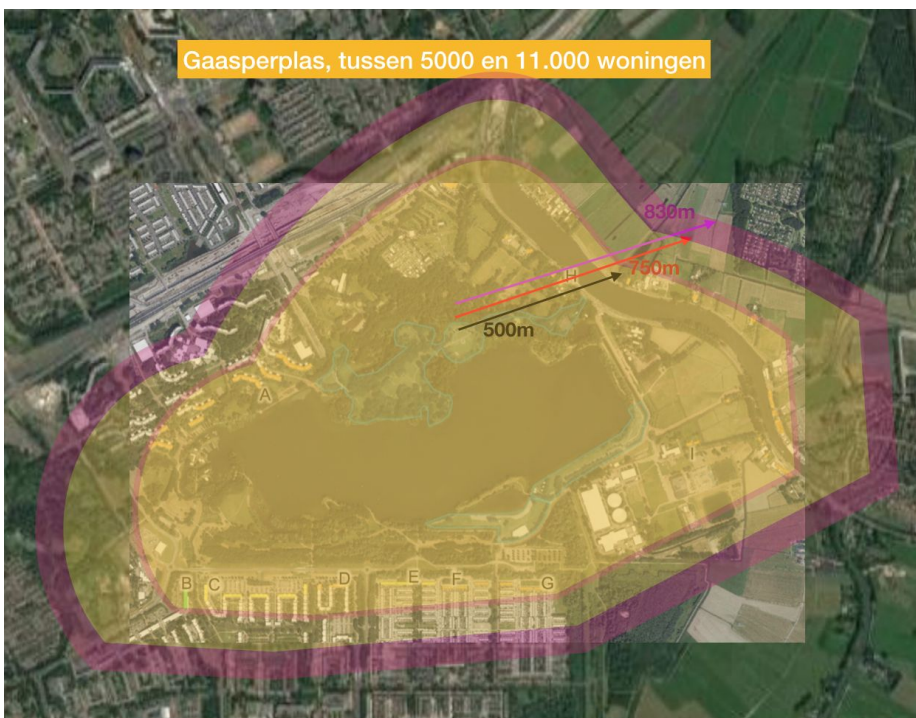 Gaasperplas, tussen 5000 en 11.000 woningen
830m
750m
H
500m
A
I
B
C
D
E
F
G